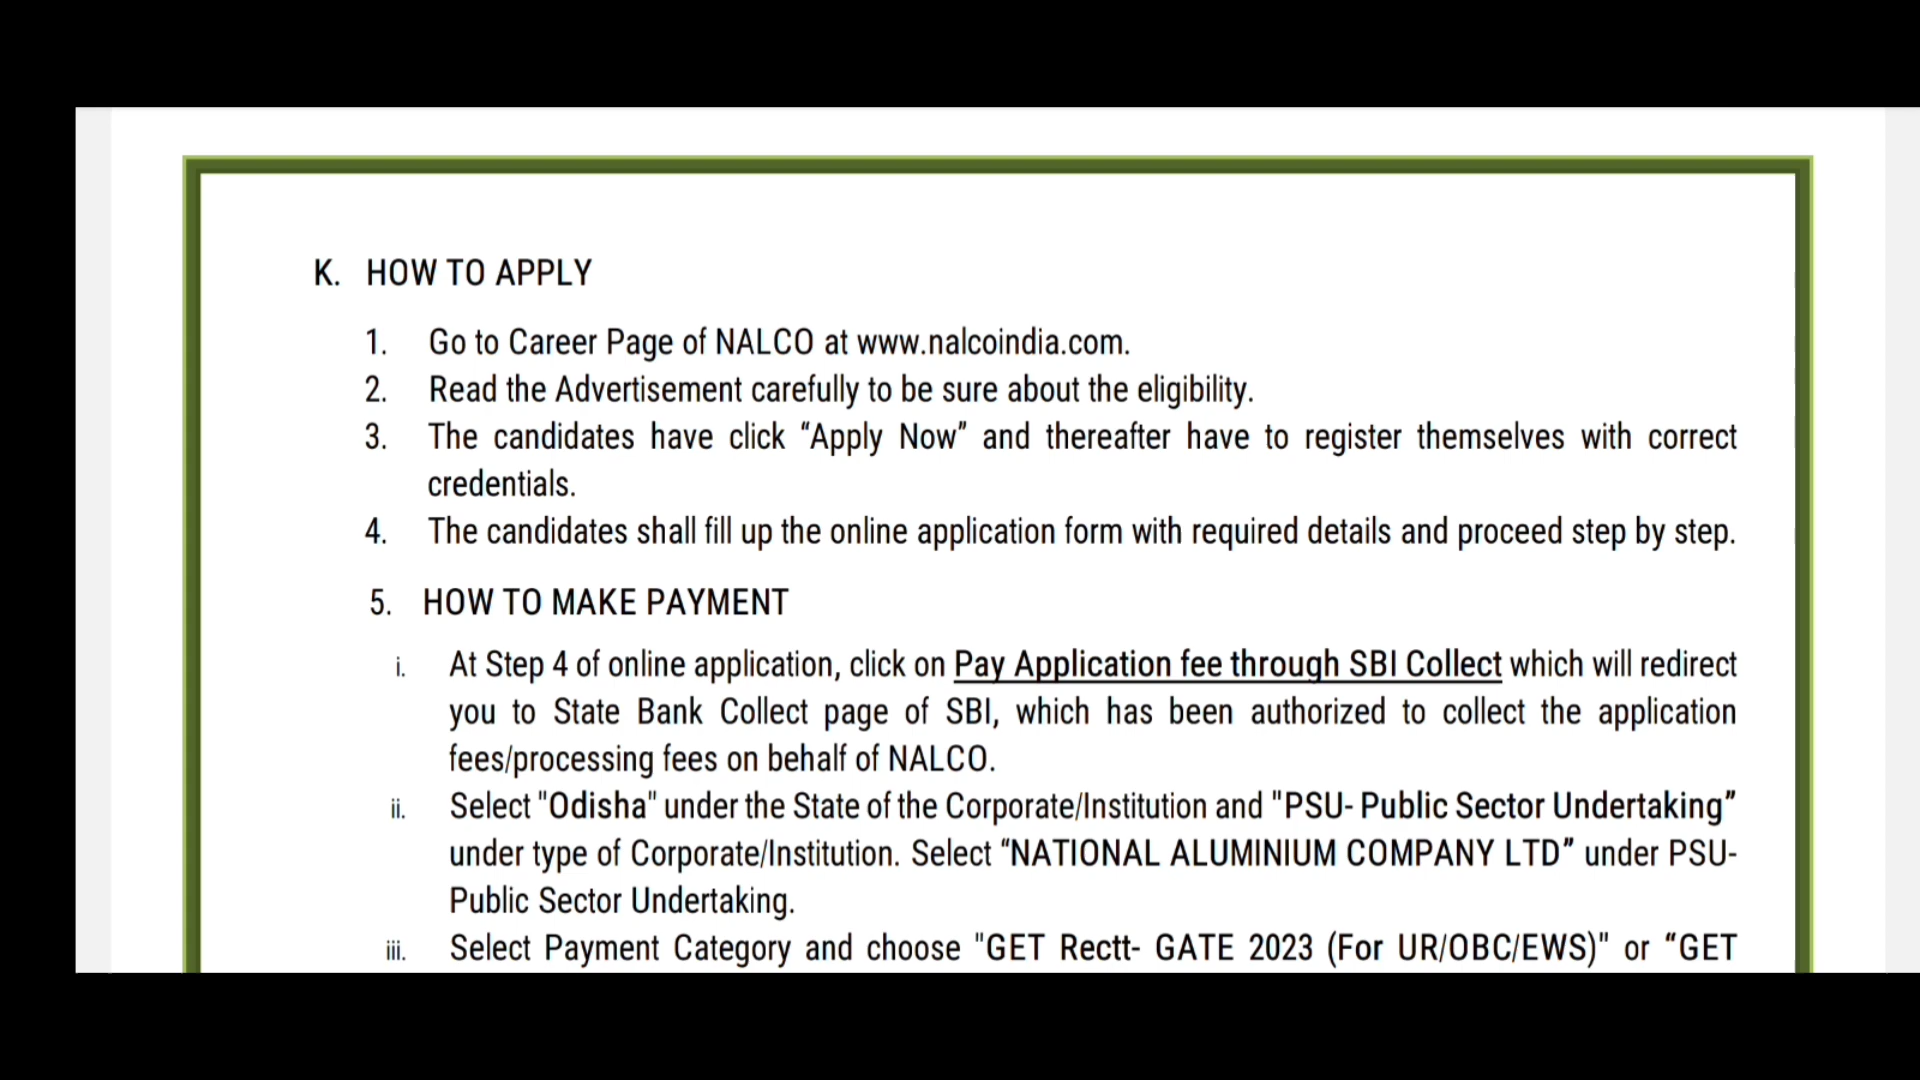 K. HOW TO APPLY
1. Go to Career Page of NALCO at www.nalcoindia.com.
2. Read the Advertisement carefully to be sure about the eligibility.
3. The candidates have click “Apply Now” and thereafter have to register themselves with correct
credentials.
4. The candidates shall fill up the online application form with required details and proceed step by step.
5. HOW TO MAKE PAYMENT
i. At Step 4 of online application, click on Pay Application fee through SBI Collect which will redirect
you to State Bank Collect page of SBI, which has been authorized to collect the application
fees/processing fees on behalf of NALCO.
ii. Select "Odisha" under the State of the Corporate/Institution and "PSU- Public Sector Undertaking”
under type of Corporate/Institution. Select “NATIONAL ALUMINIUM COMPANY LTD” under PSU-
Public Sector Undertaking.
iii. Select Payment Category and choose "GET Rectt- GATE 2023 (For UR/OBC/EWS)" or “GET